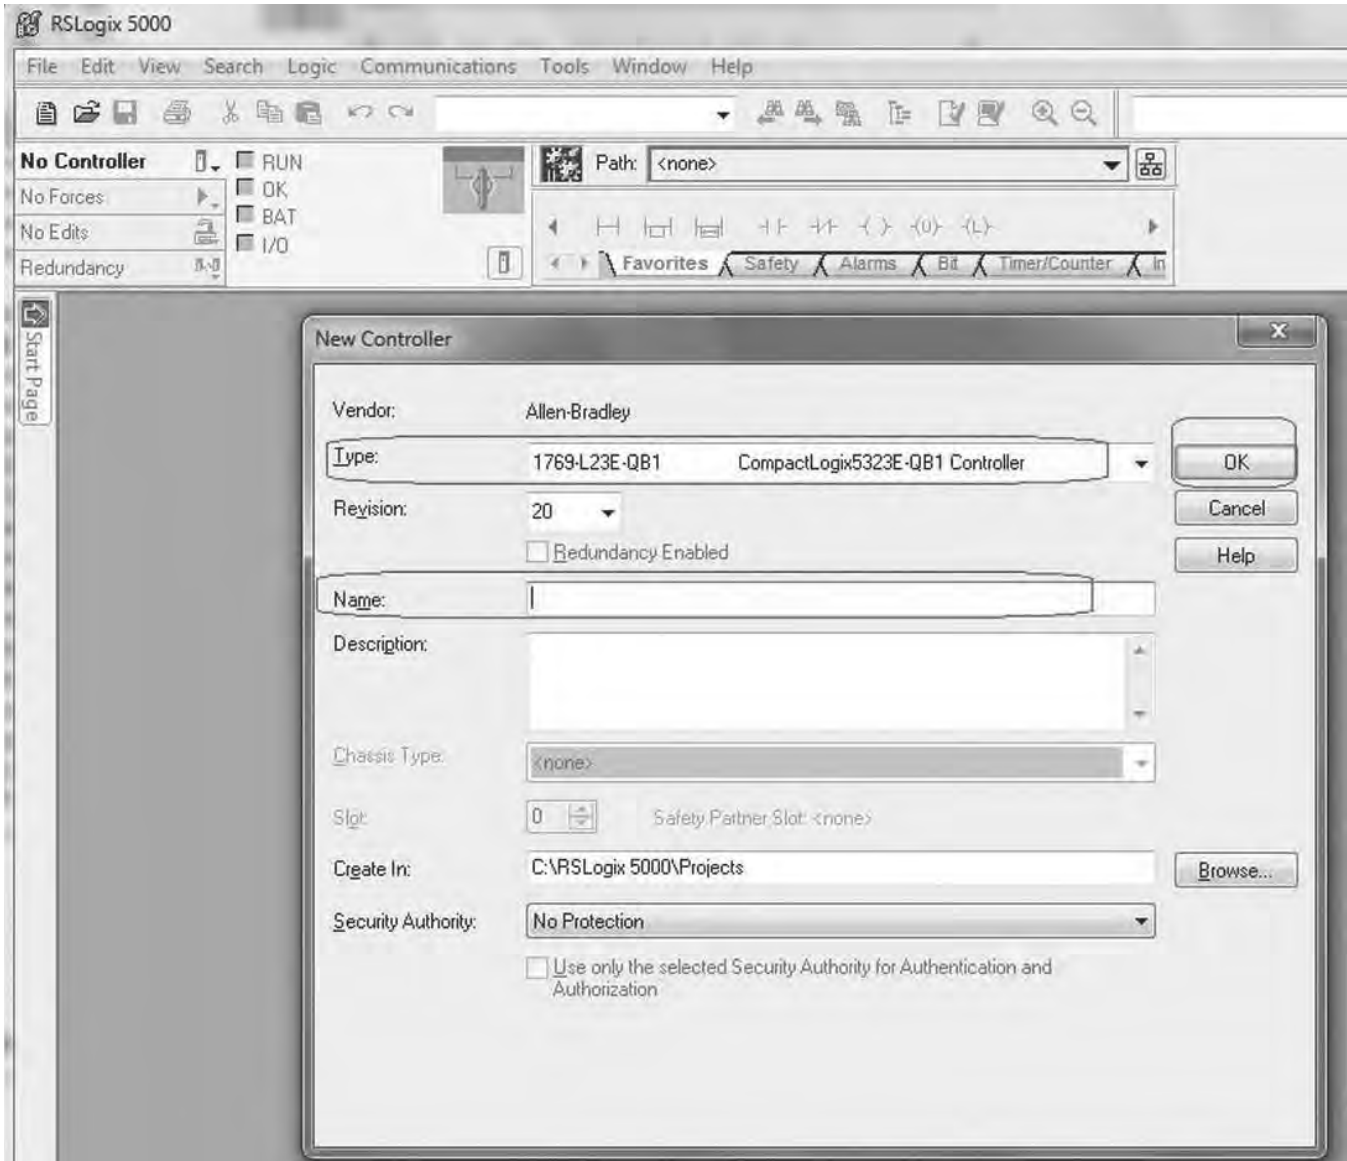 RSLogix 5000
File Edit View Search Logic Communications Tools Window Help
No Controller
RUN
Path: <none>
No Forces
OK
BAT
No Edits
I/O
Redundancy
Favorites Safety Alarms Bit Timer/Counter In
Start Page
New Controller
Vendor: Allen-Bradley
Type: 1769-L23E-QB1 CompactLogix5323E-QB1 Controller
OK
Revision: 20
Cancel
Redundancy Enabled
Help
Name:
Description:
Chassis Type: <none>
Slot: 0 Safety Partner Slot: <none>
Create In: C:\RSLogix 5000\Projects
Browse...
Security Authority: No Protection
Use only the selected Security Authority for Authentication and
Authorization